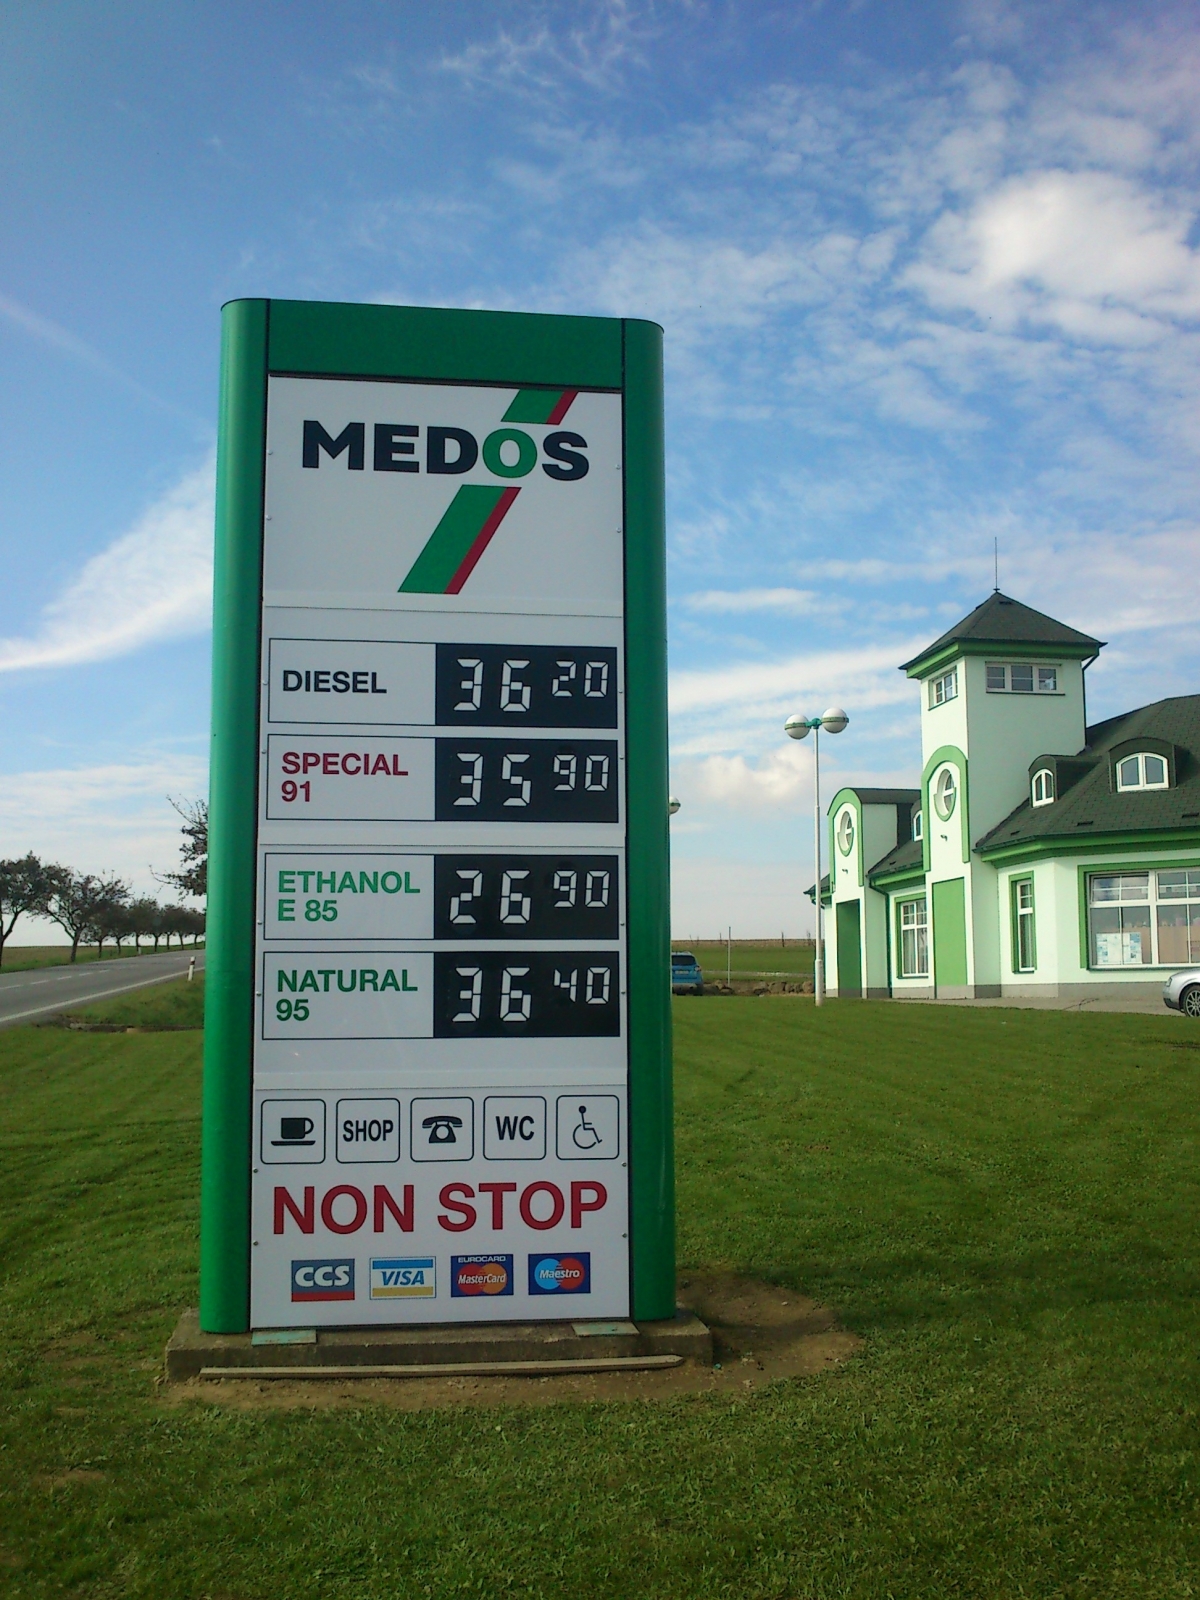 MEDOS
DIESEL 36 20
SPECIAL 91 35 90
ETHANOL E 85 26 90
NATURAL 95 36 40
SHOP WC
NON STOP
CCS VISA EUROCARD MasterCard Maestro